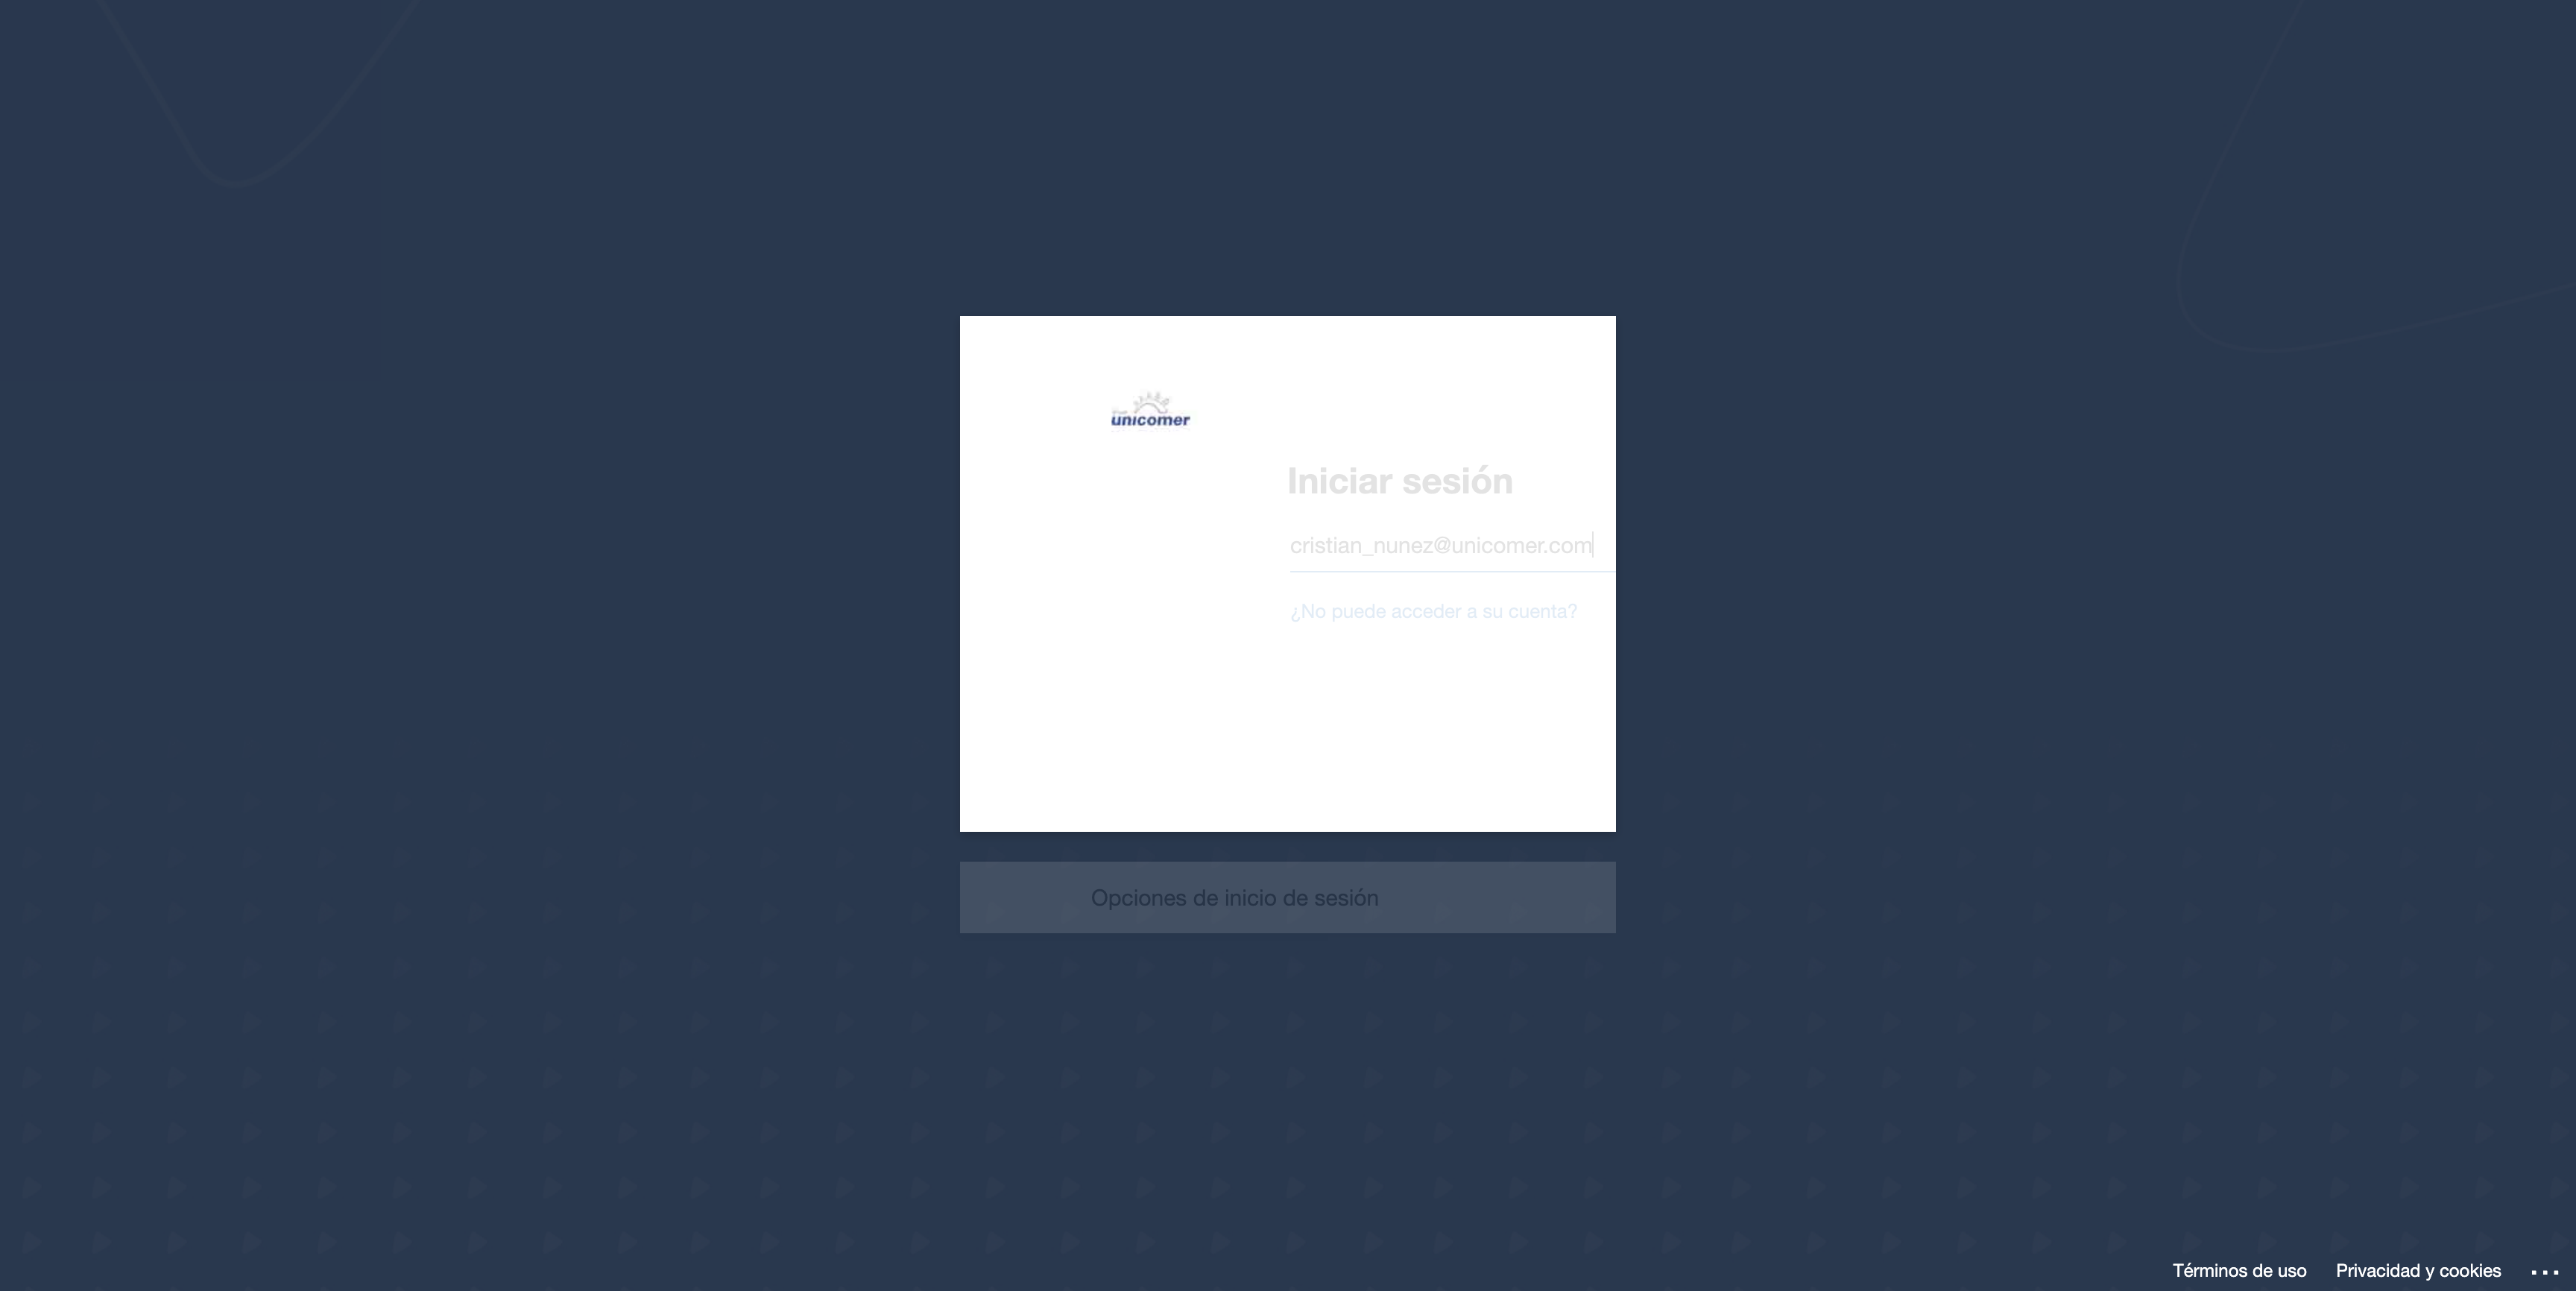 unicomer
Iniciar sesión
cristian_nunez@unicomer.com
¿No puede acceder a su cuenta?
Opciones de inicio de sesión
Términos de uso
Privacidad y cookies